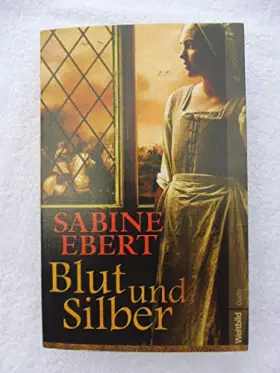 SABINE
EBERT
Blut und
Silber
Weltbild